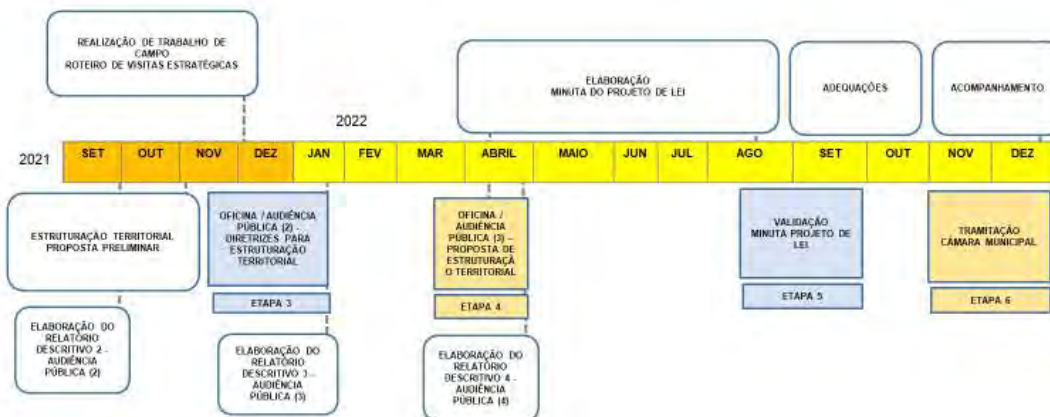 REALIZAÇÃO DE TRABALHO DE
CAMPO
ROTEIRO DE VISITAS ESTRATÉGICAS
ELABORAÇÃO
MINUTA DO PROJETO DE LEI
ADEQUAÇÕES
ACOMPANHAMENTO
2022
2021
SET
OUT
NOV
DEZ
JAN
FEV
MAR
ABRIL
MAIO
JUN
JUL
AGO
SET
OUT
NOV
DEZ
ESTRUTURAÇÃO TERRITORIAL
PROPOSTA PRELIMINAR
OFICINA / AUDIÊNCIA
PÚBLICA (2) -
DIRETRIZES PARA
ESTRUTURAÇÃO
TERRITORIAL
OFICINA /
AUDIÊNCIA
PÚBLICA (3) –
PROPOSTA DE
ESTRUTURAÇÃ
O TERRITORIAL
VALIDAÇÃO
MINUTA PROJETO DE
LEI
TRAMITAÇÃO
CÂMARA MUNICIPAL
ETAPA 3
ETAPA 4
ETAPA 5
ETAPA 6
ELABORAÇÃO DO
RELATÓRIO
DESCRITIVO 2 -
AUDIÊNCIA
PÚBLICA (2)
ELABORAÇÃO DO
RELATÓRIO
DESCRITIVO 3 -
AUDIÊNCIA
PÚBLICA (3)
ELABORAÇÃO DO
RELATÓRIO
DESCRITIVO 4 -
AUDIÊNCIA
PÚBLICA (4)